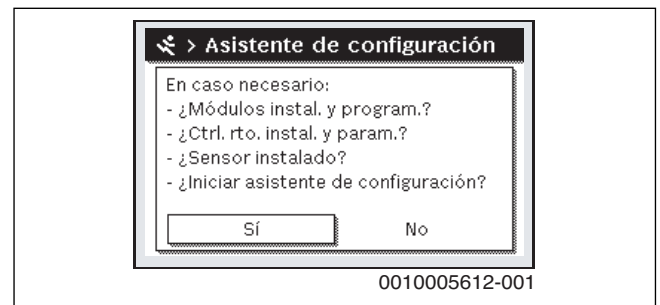 > Asistente de configuración
En caso necesario:
- ¿Módulos instal. y program.?
- ¿Ctrl. rto. instal. y param.?
- ¿Sensor instalado?
- ¿Iniciar asistente de configuración?
Sí No
0010005612-001